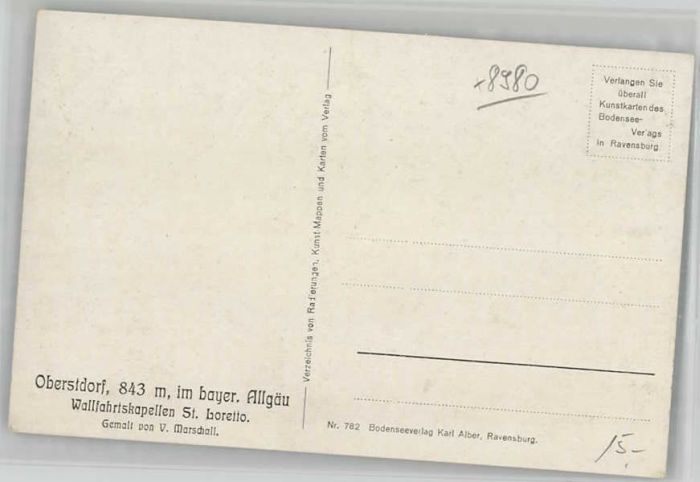 Oberstdorf, 843 m, im bayer. Allgäu
Wallfahrtskapellen St. Loretto.
Gemalt von V. Marschall.
Verzeichnis von Radierungen, Kunst-Mappen und Karten vom Verlag
x8980
Verlangen Sie
überall
Kunstkarten des
Bodensee-
Verlags
in Ravensburg
Nr. 782 Bodenseeverlag Karl Alber, Ravensburg.
15,-